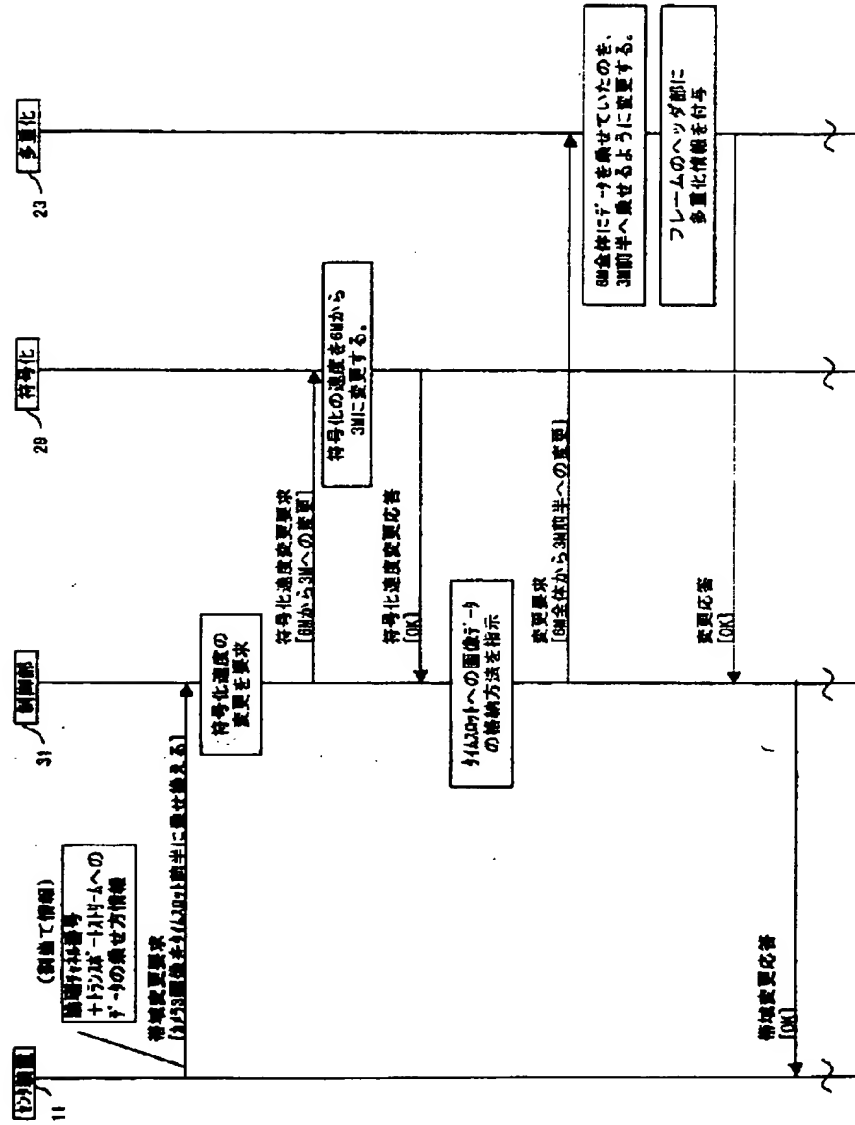 センタ装置
11
制御部
31
符号化
29
多重化
23
(割当て情報)
論理チャネル番号
+トランスポートストリームへの
データの乗せ方情報
帯域変更要求
[カメラ3画像をタイムスロット前半に乗せ換える]
符号化速度の
変更を要求
符号化速度変更要求
[6Mから3Mへの変更]
符号化の速度を6Mから
3Mに変更する。
符号化速度変更応答
[OK]
タイムスロットへの画像データ
の格納方法を指示
変更要求
[6M全体から3M前半への変更]
6M全体にデータを乗せていたのを、
3M前半へ乗せるように変更する。
フレームのヘッダ部に
多重化情報を付与
変更応答
[OK]
帯域変更応答
[OK]